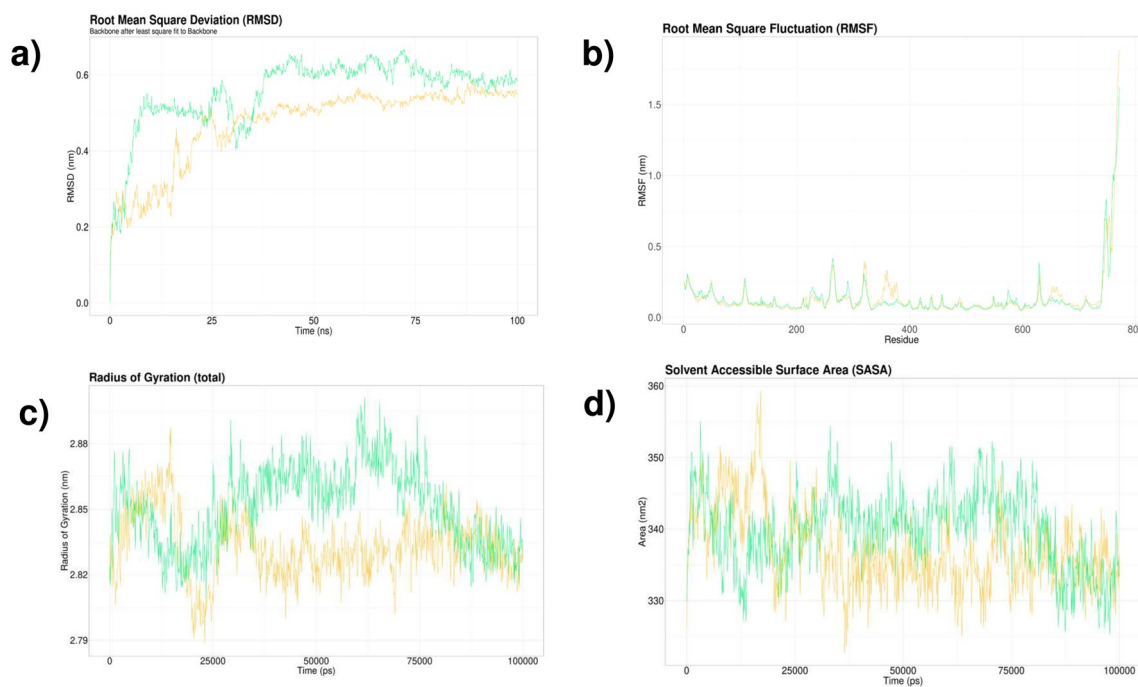 a)
Root Mean Square Deviation (RMSD)
Backbone after least square fit to Backbone
RMSD (nm)
0.6
0.4
0.2
0.0
0 25 50 75 100
Time (ns)
b)
Root Mean Square Fluctuation (RMSF)
RMSF (nm)
1.5
1.0
0.5
0.0
0 200 400 600 80
Residue
c)
Radius of Gyration (total)
Radius of Gyration (nm)
2.88
2.85
2.82
2.79
0 25000 50000 75000 100000
Time (ps)
d)
Solvent Accessible Surface Area (SASA)
Area (nm2)
360
350
340
330
0 25000 50000 75000 100000
Time (ps)